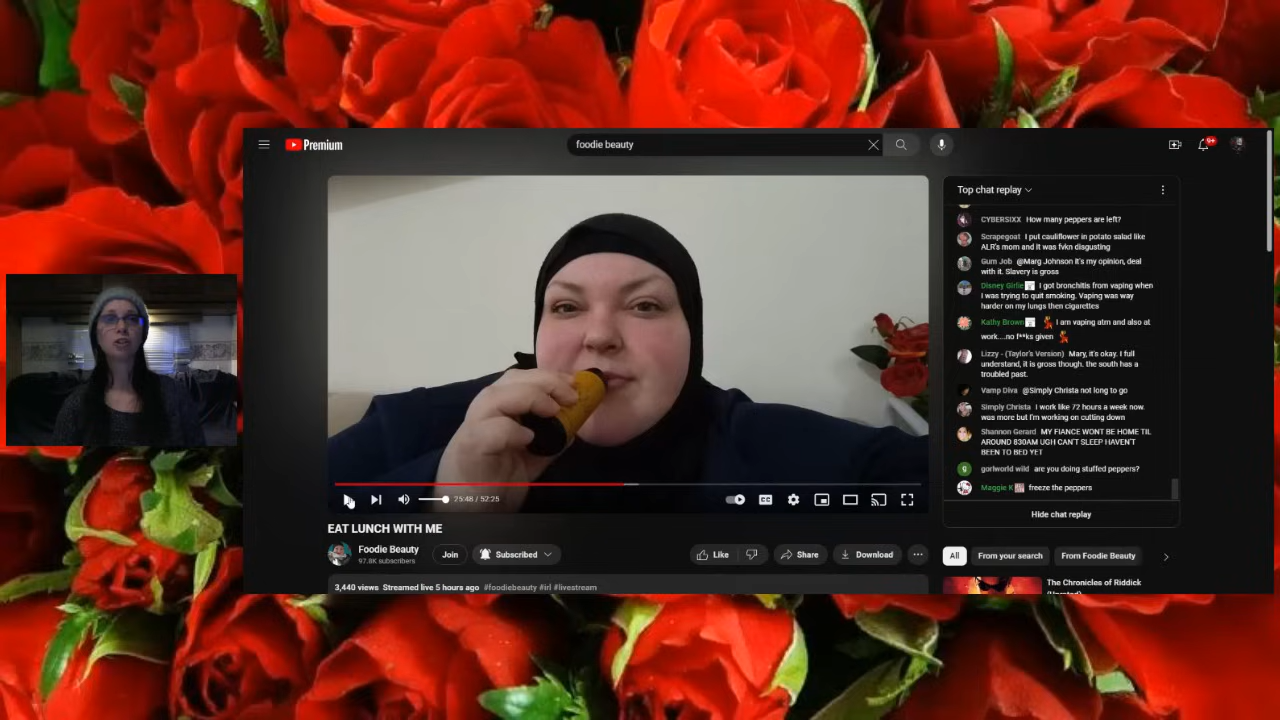 Premium
foodie beauty
9+
Top chat replay
CYBERSIXX How many peppers are left?
Scrapegoat I put cauliflower in potato salad like
ALR's mom and it was fvkn disgusting
Gum Job @Marg Johnson it's my opinion, deal
with it. Slavery is gross
Disney Girlie I got bronchitis from vaping when
I was trying to quit smoking. Vaping was way
harder on my lungs then cigarettes
Kathy Brown I am vaping atm and also at
work....no f**ks given
Lizzy - (Taylor's Version) Mary, it's okay. I full
understand, it is gross though. the south has a
troubled past.
Vamp Diva @Simply Christa not long to go
Simply Christa I work like 72 hours a week now.
was more but I'm working on cutting down
Shannon Gerard MY FIANCE WONT BE HOME TIL
AROUND 830AM UGH CAN'T SLEEP HAVEN'T
BEEN TO BED YET
gorlworld wild are you doing stuffed peppers?
Maggie K freeze the peppers
Hide chat replay
25:48 / 52:25
CC
EAT LUNCH WITH ME
Foodie Beauty
97.8K subscribers
Join
Subscribed
Like
Share
Download
3,440 views Streamed live 5 hours ago #foodiebeauty #irl #livestream
All
From your search
From Foodie Beauty
The Chronicles of Riddick